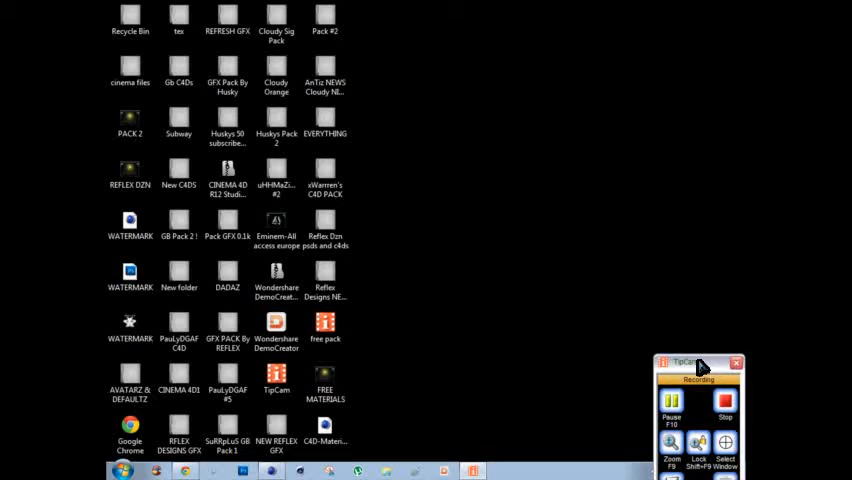 Recycle Bin
tex
REFRESH GFX
Cloudy Sig
Pack
Pack #2
cinema files
Gb C4Ds
GFX Pack By
Husky
Cloudy
Orange
AnTiz NEWS
Cloudy NI...
PACK 2
Subway
Huskys 50
subscribe...
Huskys Pack
2
EVERYTHING
REFLEX DZN
New C4DS
CINEMA 4D
R12 Studi...
uHHMaZi...
#2
xWarrren's
C4D PACK
WATERMARK
GB Pack 2 !
Pack GFX 0.1k
Eminem-All
access europe
Reflex Dzn
psds and c4ds
WATERMARK
New folder
DADAZ
Wondershare
DemoCreat...
Reflex
Designs NE...
WATERMARK
PauLyDGAF
C4D
GFX PACK By
REFLEX
Wondershare
DemoCreator
free pack
AVATARZ &
DEFAULTZ
CINEMA 4D1
PauLyDGAF
#5
TipCam
FREE
MATERIALS
Google
Chrome
RFLEX
DESIGNS GFX
SuRRpLuS GB
Pack 1
NEW REFLEX
GFX
C4D-Materi...
TipCam
Recording
Pause
F10
Stop
Zoom
F9
Lock
Shift+F9
Select
Window